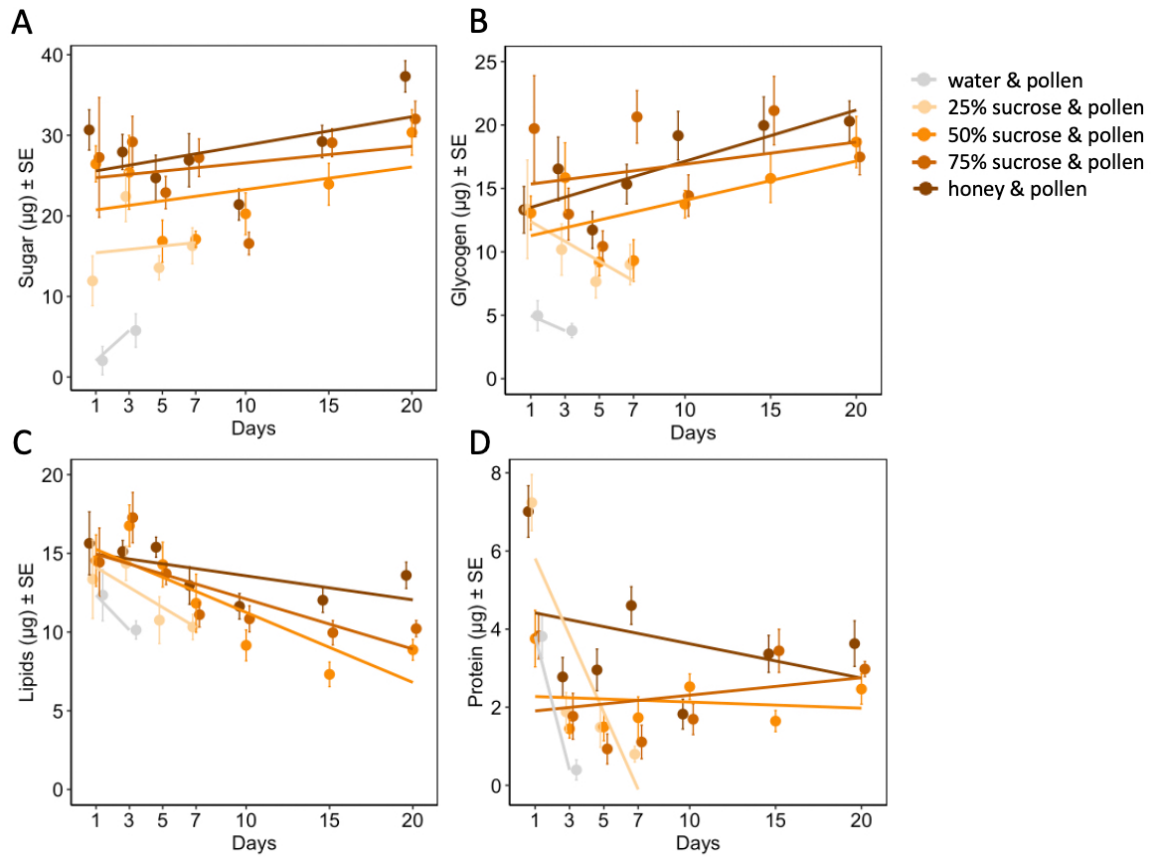 A
B
40
30
20
10
0
Sugar (µg) ± SE
1 3 5 7 10 15 20
Days
25
20
15
10
5
0
Glycogen (µg) ± SE
1 3 5 7 10 15 20
Days
water & pollen
25% sucrose & pollen
50% sucrose & pollen
75% sucrose & pollen
honey & pollen
C
D
20
15
10
5
0
Lipids (µg) ± SE
1 3 5 7 10 15 20
Days
8
6
4
2
0
Protein (µg) ± SE
1 3 5 7 10 15 20
Days